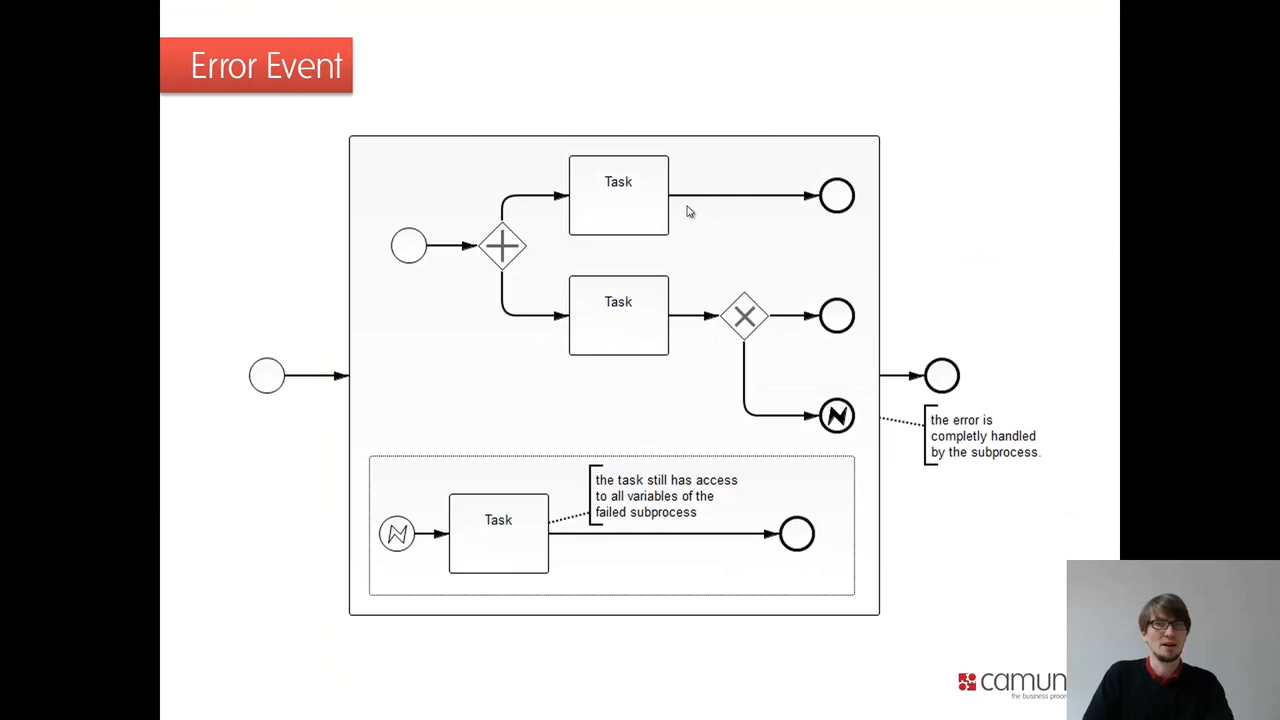 Error Event
Task
Task
the error is
completly handled
by the subprocess.
the task still has access
to all variables of the
failed subprocess
Task
camun
the business proce